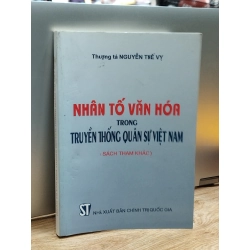 Thượng tá NGUYỄN THẾ VỴ
NHÂN TỐ VĂN HÓA
TRONG
TRUYỀN THỐNG QUÂN SỰ VIỆT NAM
( SÁCH THAM KHẢO )
ST
NHÀ XUẤT BẢN CHÍNH TRỊ QUỐC GIA